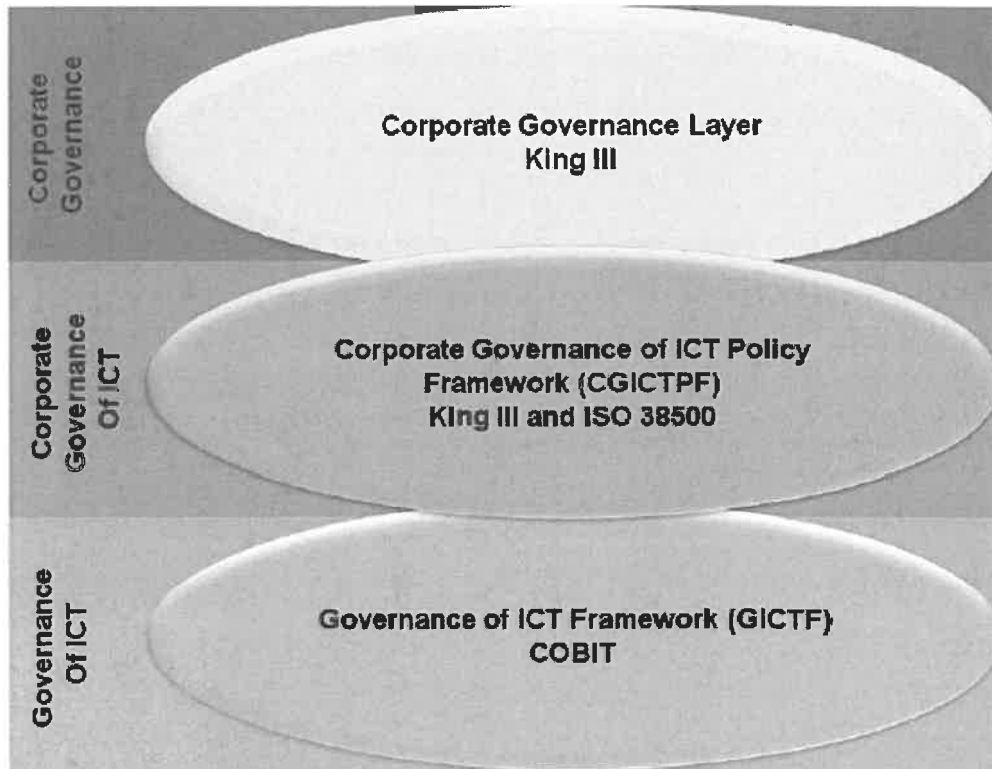 Corporate
Governance
Corporate Governance Layer
King III
Corporate
Governance
Of ICT
Corporate Governance of ICT Policy
Framework (CGICTPF)
King III and ISO 38500
Governance
Of ICT
Governance of ICT Framework (GICTF)
COBIT